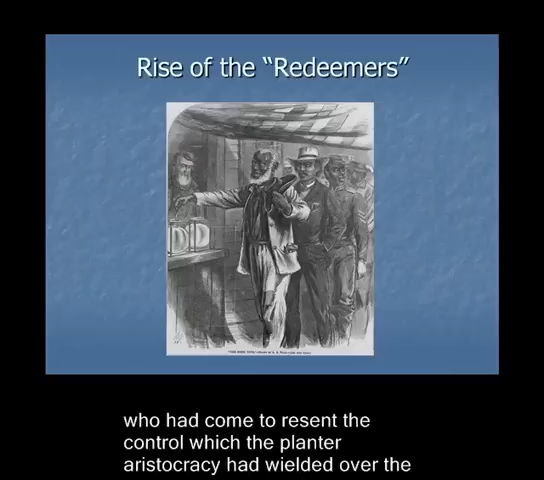 Rise of the “Redeemers”
who had come to resent the
control which the planter
aristocracy had wielded over the